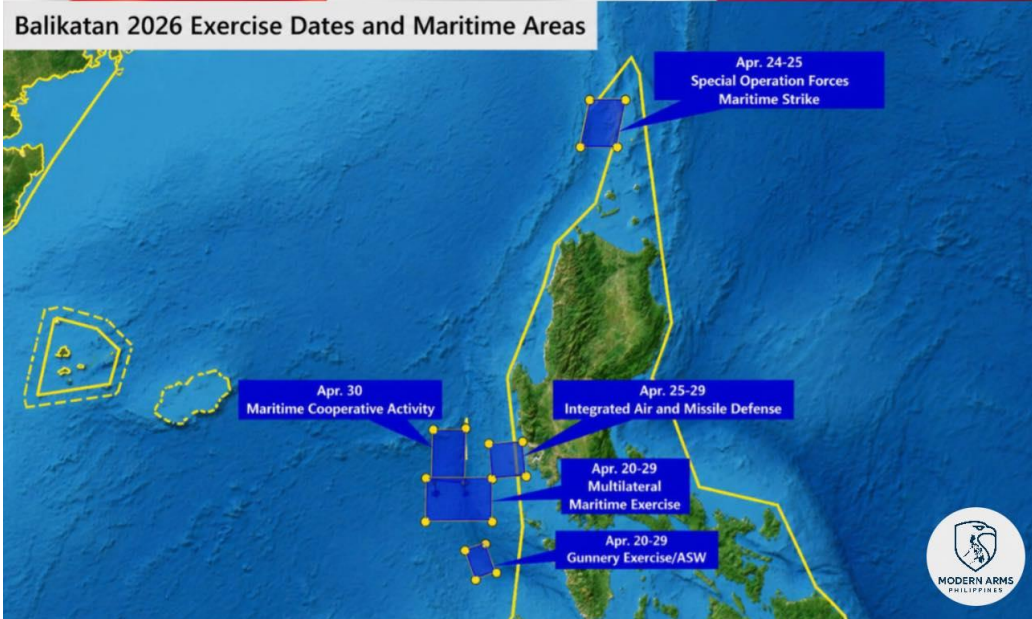 Balikatan 2026 Exercise Dates and Maritime Areas
Apr. 24-25
Special Operation Forces
Maritime Strike
Apr. 30
Maritime Cooperative Activity
Apr. 25-29
Integrated Air and Missile Defense
Apr. 20-29
Multilateral
Maritime Exercise
Apr. 20-29
Gunnery Exercise/ASW
MODERN ARMS
PHILIPPINES